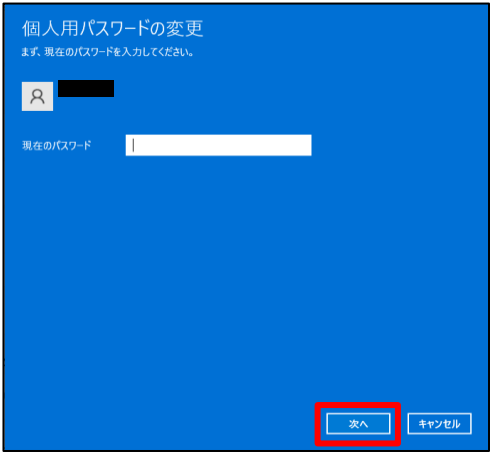 個人用パスワードの変更
まず、現在のパスワードを入力してください。
現在のパスワード
次へ
キャンセル